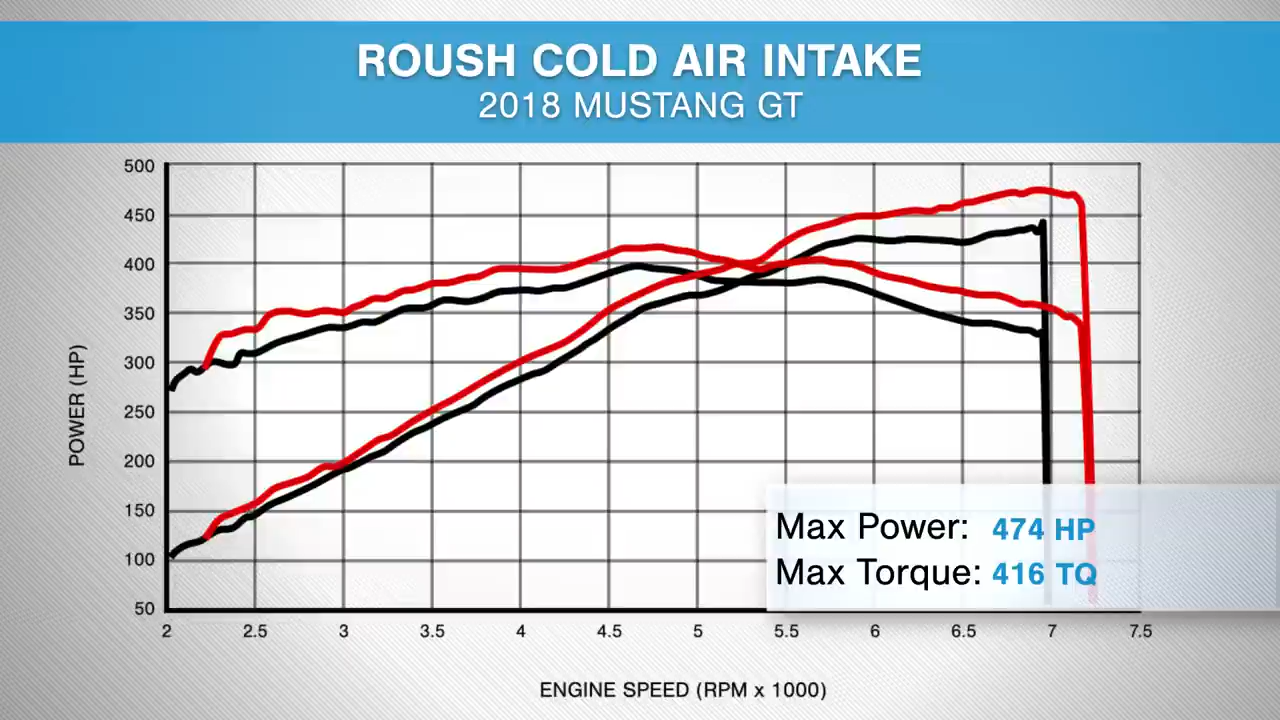 ROUSH COLD AIR INTAKE
2018 MUSTANG GT
500
450
400
350
300
250
200
150
100
50
POWER (HP)
Max Power: 474 HP
Max Torque: 416 TQ
2 2.5 3 3.5 4 4.5 5 5.5 6 6.5 7 7.5
ENGINE SPEED (RPM x 1000)